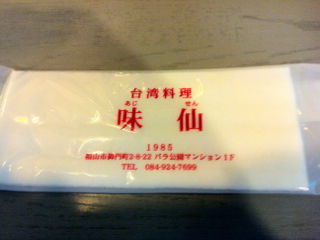 台湾料理
あじ せん
味 仙
1985
福山市御門町2-8-22 バラ公園マンション1F
TEL 084-924-7699